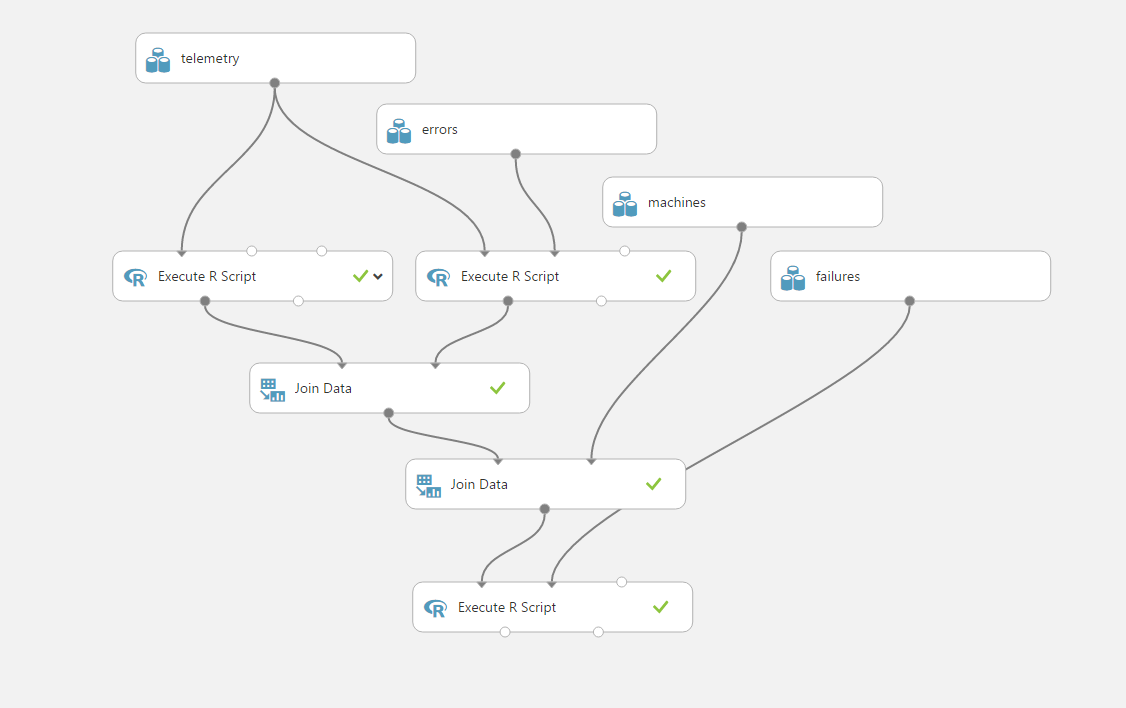 telemetry
errors
machines
Execute R Script
Execute R Script
failures
Join Data
Join Data
Execute R Script